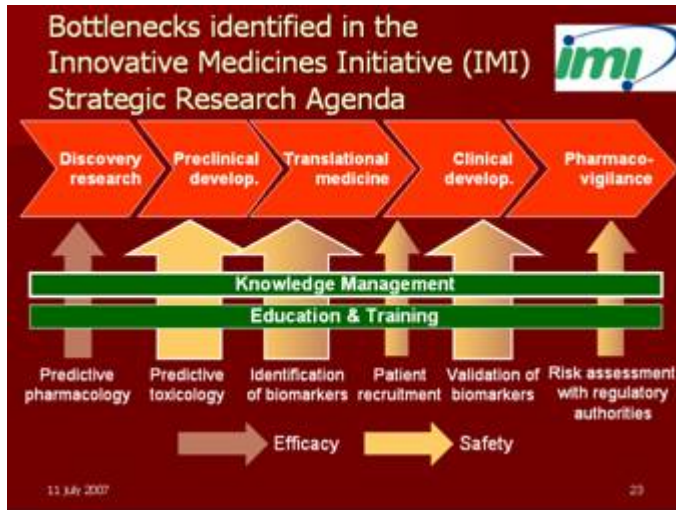 Bottlenecks identified in the
Innovative Medicines Initiative (IMI)
Strategic Research Agenda
imi
Discovery
research
Preclinical
develop.
Translational
medicine
Clinical
develop.
Pharmaco-
vigilance
Knowledge Management
Education & Training
Predictive
pharmacology
Predictive
toxicology
Identification
of biomarkers
Patient
recruitment
Validation of
biomarkers
Risk assessment
with regulatory
authorities
Efficacy
Safety
11 July 2007
23